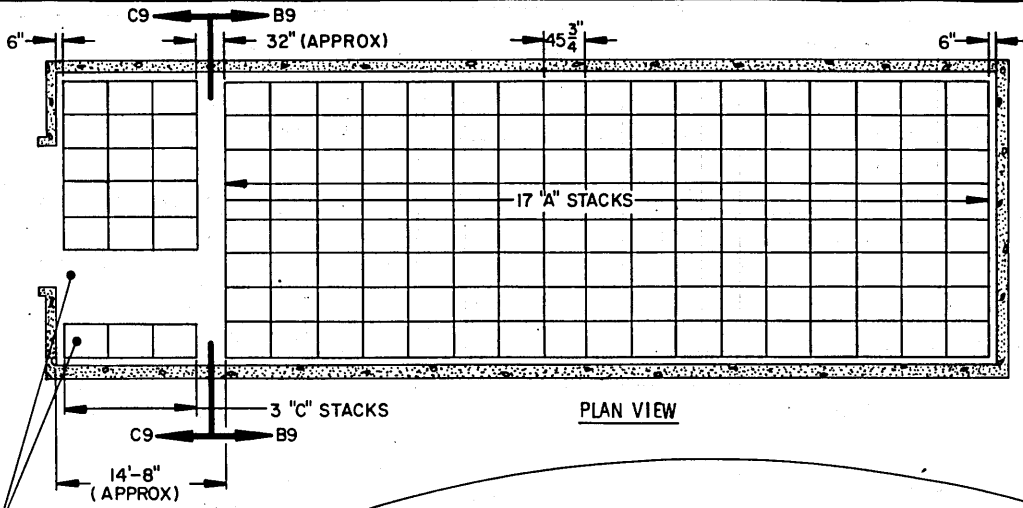 C9 B9
6" 32" (APPROX) 45 3/4" 6"
17 "A" STACKS
3 "C" STACKS
PLAN VIEW
C9 B9
14'-8"
(APPROX)